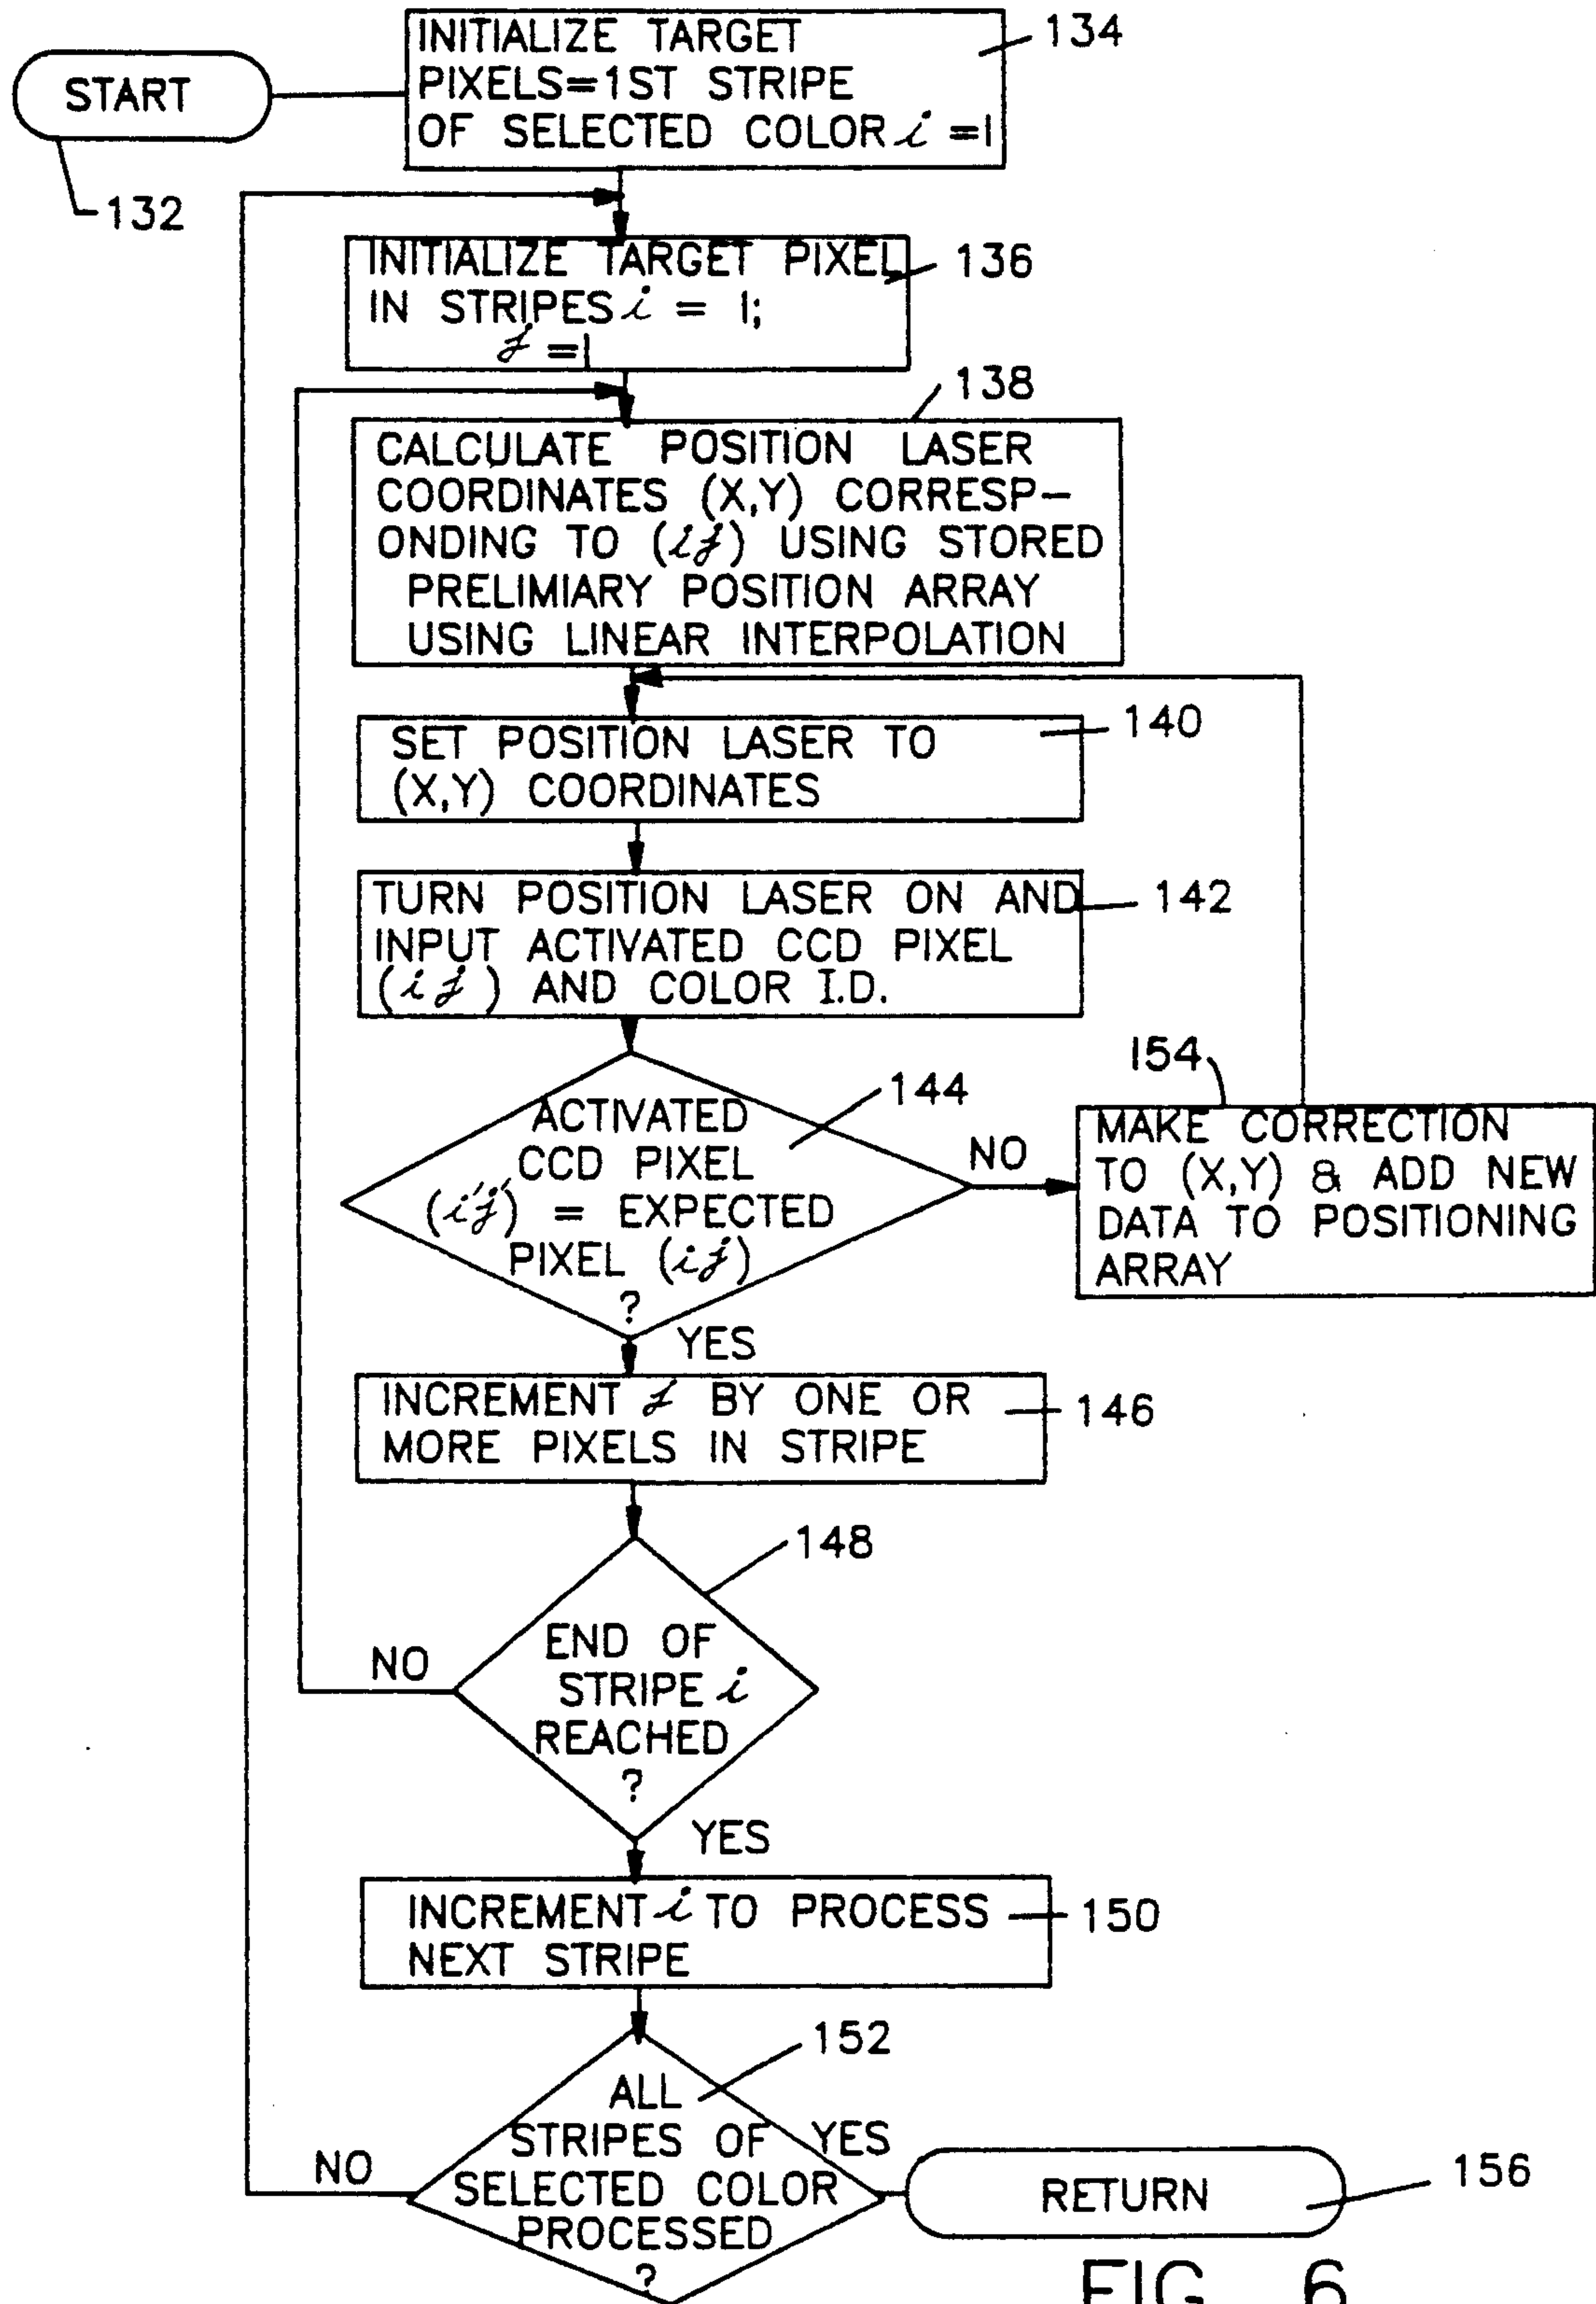 START
132
INITIALIZE TARGET
PIXELS=1ST STRIPE
OF SELECTED COLOR i =1
134
INITIALIZE TARGET PIXEL
IN STRIPES i = 1;
j =1
136
138
CALCULATE POSITION LASER
COORDINATES (X,Y) CORRESP-
ONDING TO (ij) USING STORED
PRELIMIARY POSITION ARRAY
USING LINEAR INTERPOLATION
SET POSITION LASER TO
(X,Y) COORDINATES
140
TURN POSITION LASER ON AND
INPUT ACTIVATED CCD PIXEL
(ij) AND COLOR I.D.
142
ACTIVATED
CCD PIXEL
(i'j') = EXPECTED
PIXEL (ij)
?
144
NO
154
MAKE CORRECTION
TO (X,Y) & ADD NEW
DATA TO POSITIONING
ARRAY
YES
INCREMENT j BY ONE OR
MORE PIXELS IN STRIPE
146
148
END OF
STRIPE i
REACHED
?
NO
YES
INCREMENT i TO PROCESS
NEXT STRIPE
150
152
ALL
STRIPES OF
SELECTED COLOR
PROCESSED
?
NO
YES
RETURN
156
FIG. 6